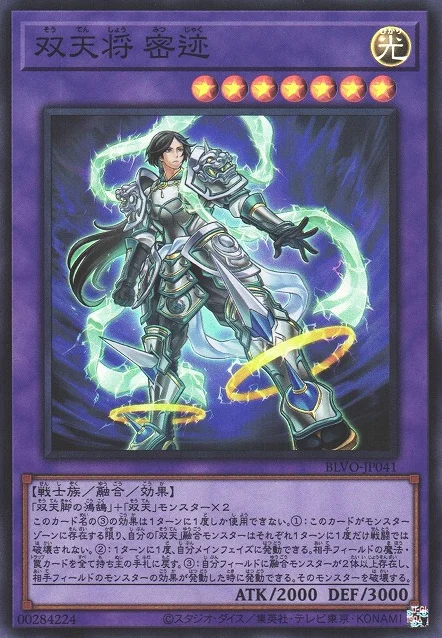 双天将 密迹
光
BLVO-JP041
【戦士族／融合／効果】
「双天脚の鴻鵠」＋「双天」モンスター×２
このカード名の③の効果は１ターンに１度しか使用できない。①：このカードがモンスター
ゾーンに存在する限り、自分の「双天」融合モンスターはそれぞれ１ターンに１度だけ戦闘では
破壊されない。②：１ターンに１度、自分メインフェイズに発動できる。相手フィールドの魔法・
罠カードを全て持ち主の手札に戻す。③：自分フィールドに融合モンスターが２体以上存在し、
相手フィールドのモンスターの効果が発動した時に発動できる。そのモンスターを破壊する。
ATK/2000 DEF/3000
00284224
©スタジオ・ダイス／集英社・テレビ東京・KONAMI